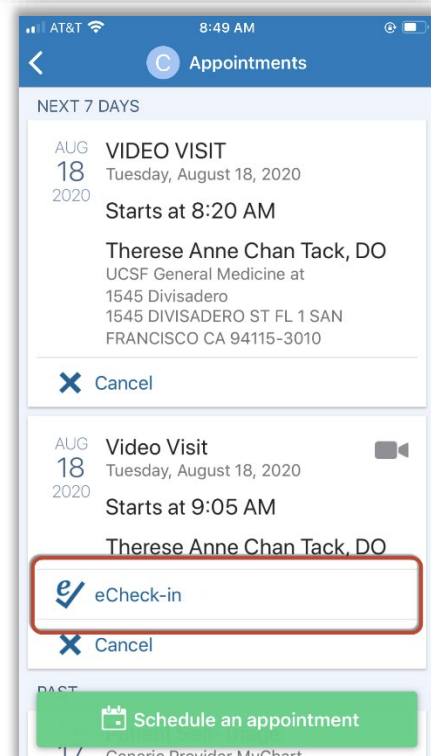 AT&T 8:49 AM
C Appointments
NEXT 7 DAYS
AUG
18
2020
VIDEO VISIT
Tuesday, August 18, 2020
Starts at 8:20 AM
Therese Anne Chan Tack, DO
UCSF General Medicine at
1545 Divisadero
1545 DIVISADERO ST FL 1 SAN
FRANCISCO CA 94115-3010
Cancel
AUG
18
2020
Video Visit
Tuesday, August 18, 2020
Starts at 9:05 AM
Therese Anne Chan Tack, DO
eCheck-in
Cancel
PAST
Schedule an appointment
17 Generic Provider MyChart